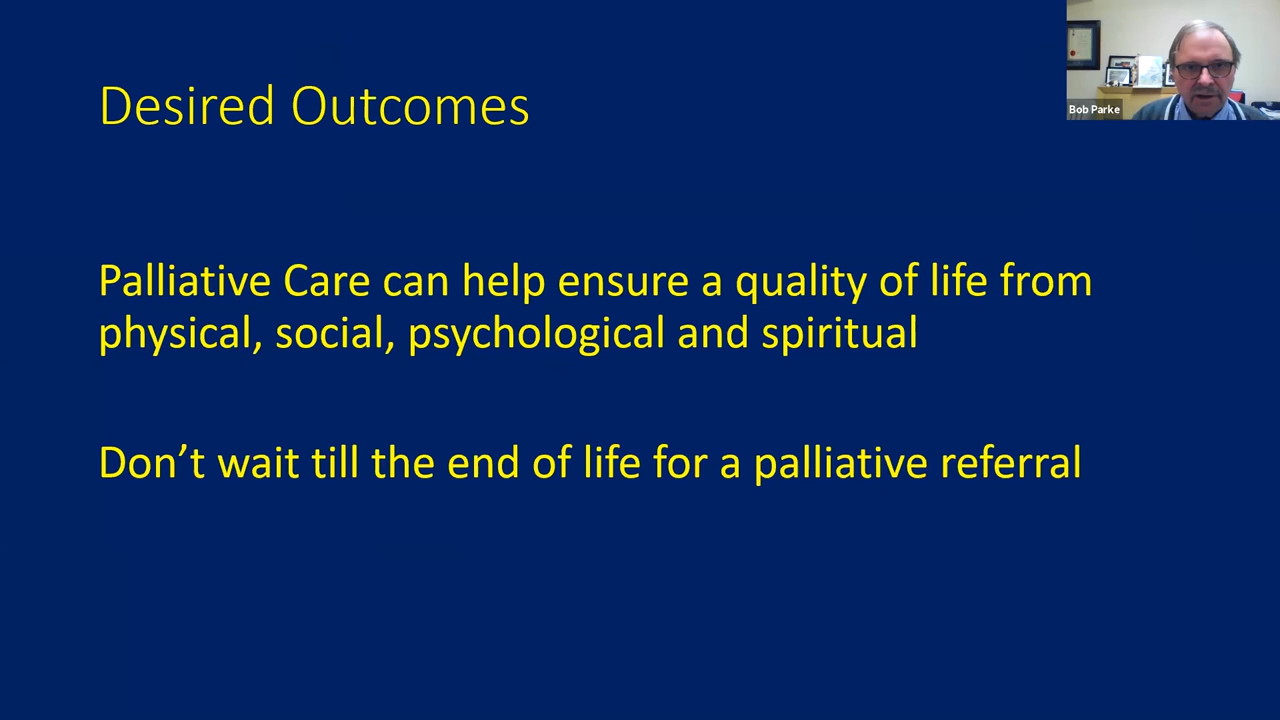 Desired Outcomes
Bob Parke
Palliative Care can help ensure a quality of life from
physical, social, psychological and spiritual
Don’t wait till the end of life for a palliative referral